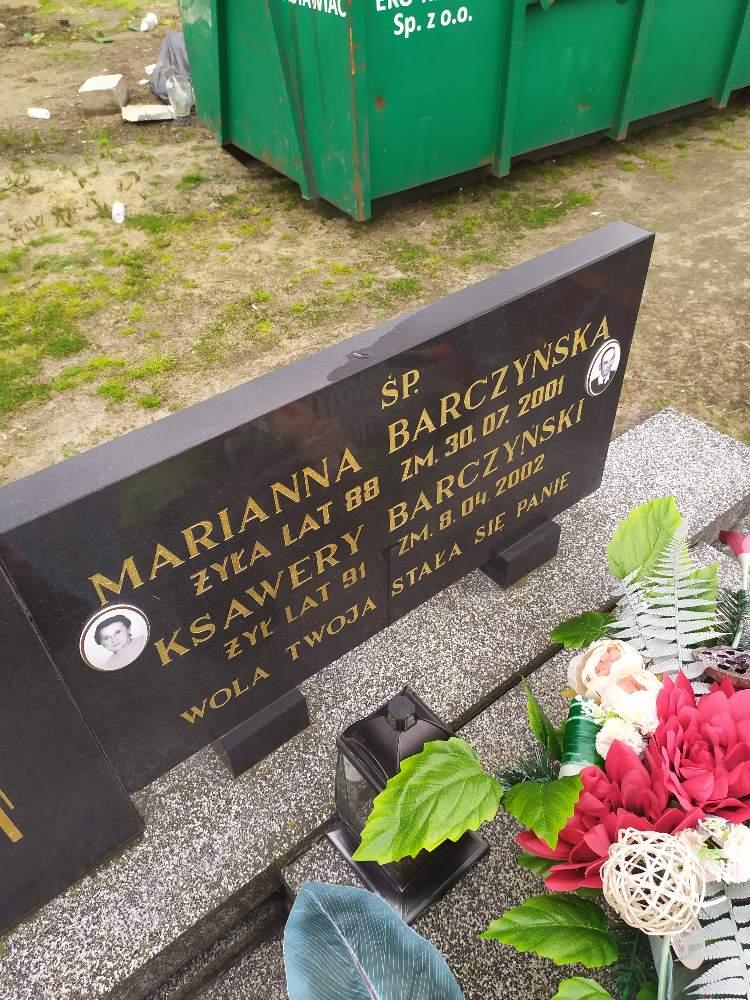 Sp. z o.o.
ŚP.
MARIANNA BARCZYŃSKA
ŻYŁA LAT 88 ZM. 30. 07. 2001
KSAWERY BARCZYŃSKI
ŻYŁ LAT 91 ZM. 8. 04. 2002
WOLA TWOJA STAŁA SIĘ PANIE